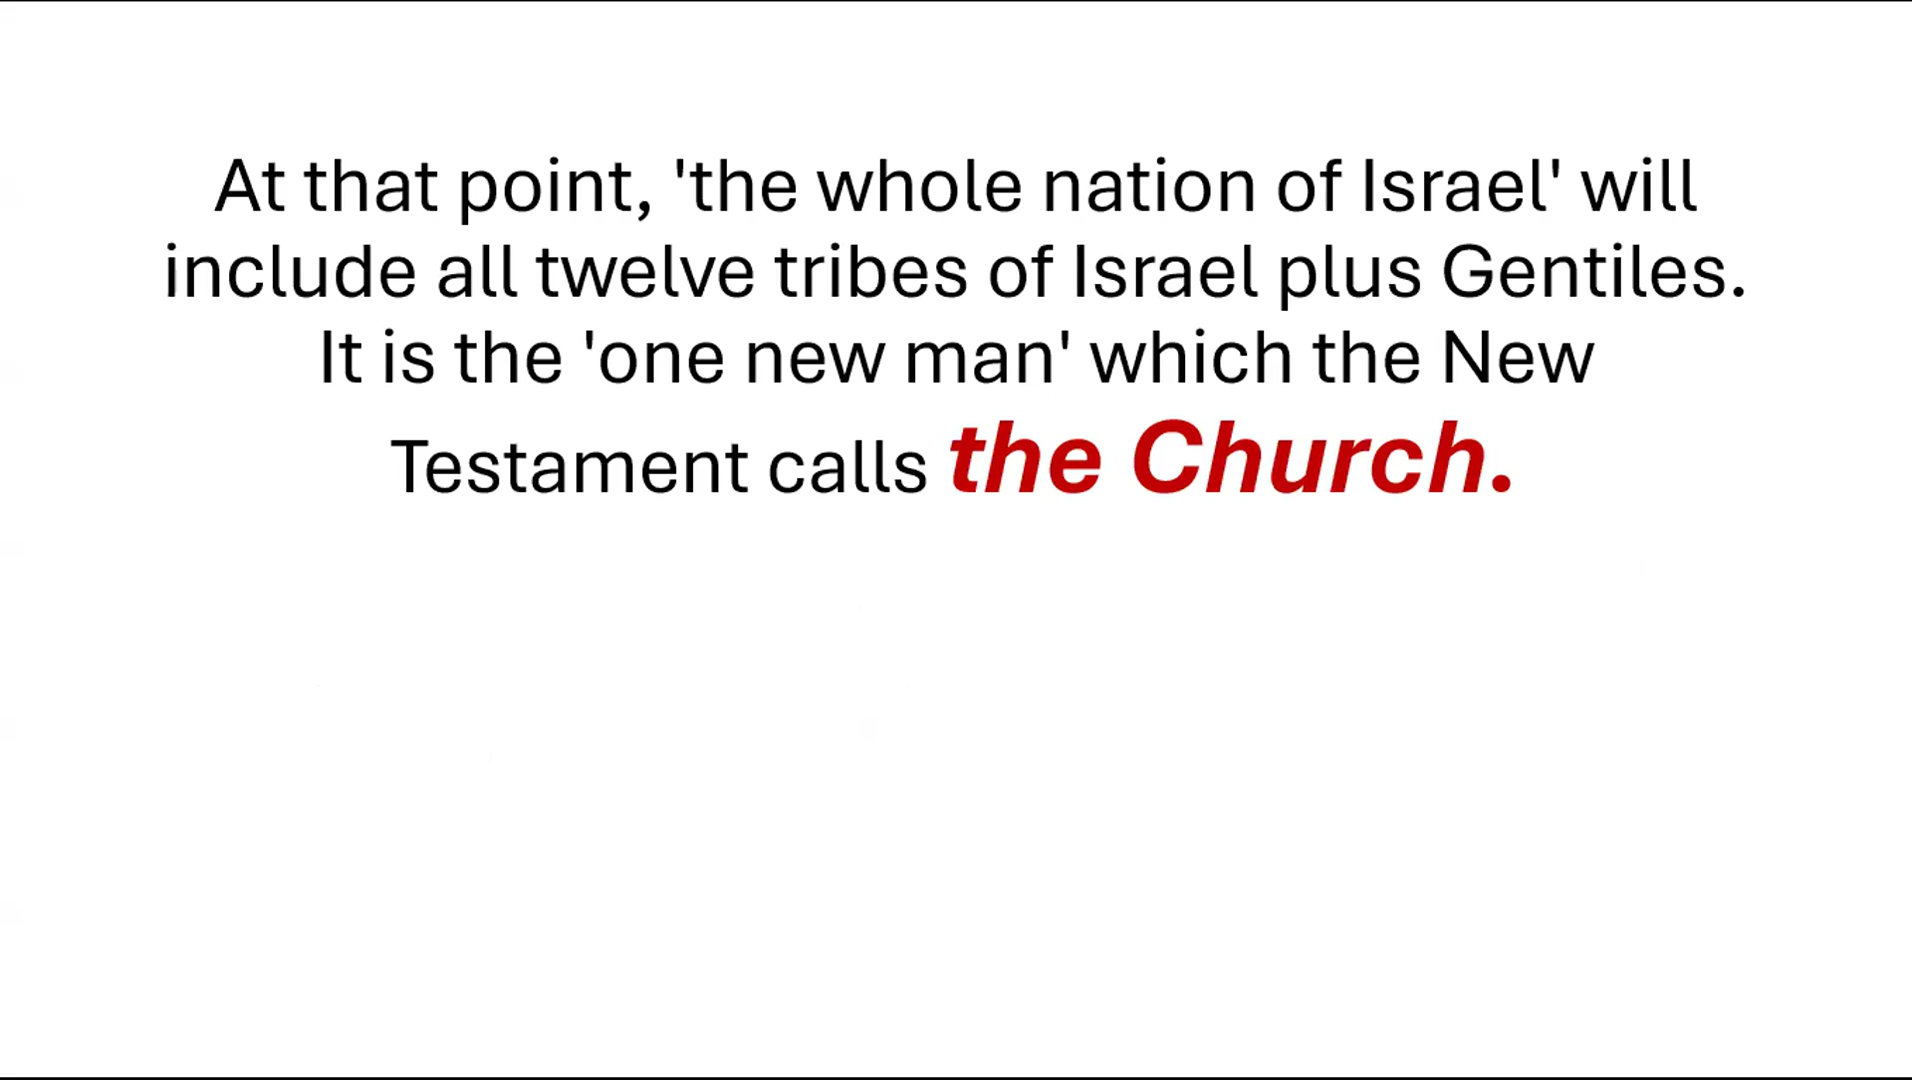 At that point, 'the whole nation of Israel' will
include all twelve tribes of Israel plus Gentiles.
It is the 'one new man' which the New
Testament calls the Church.